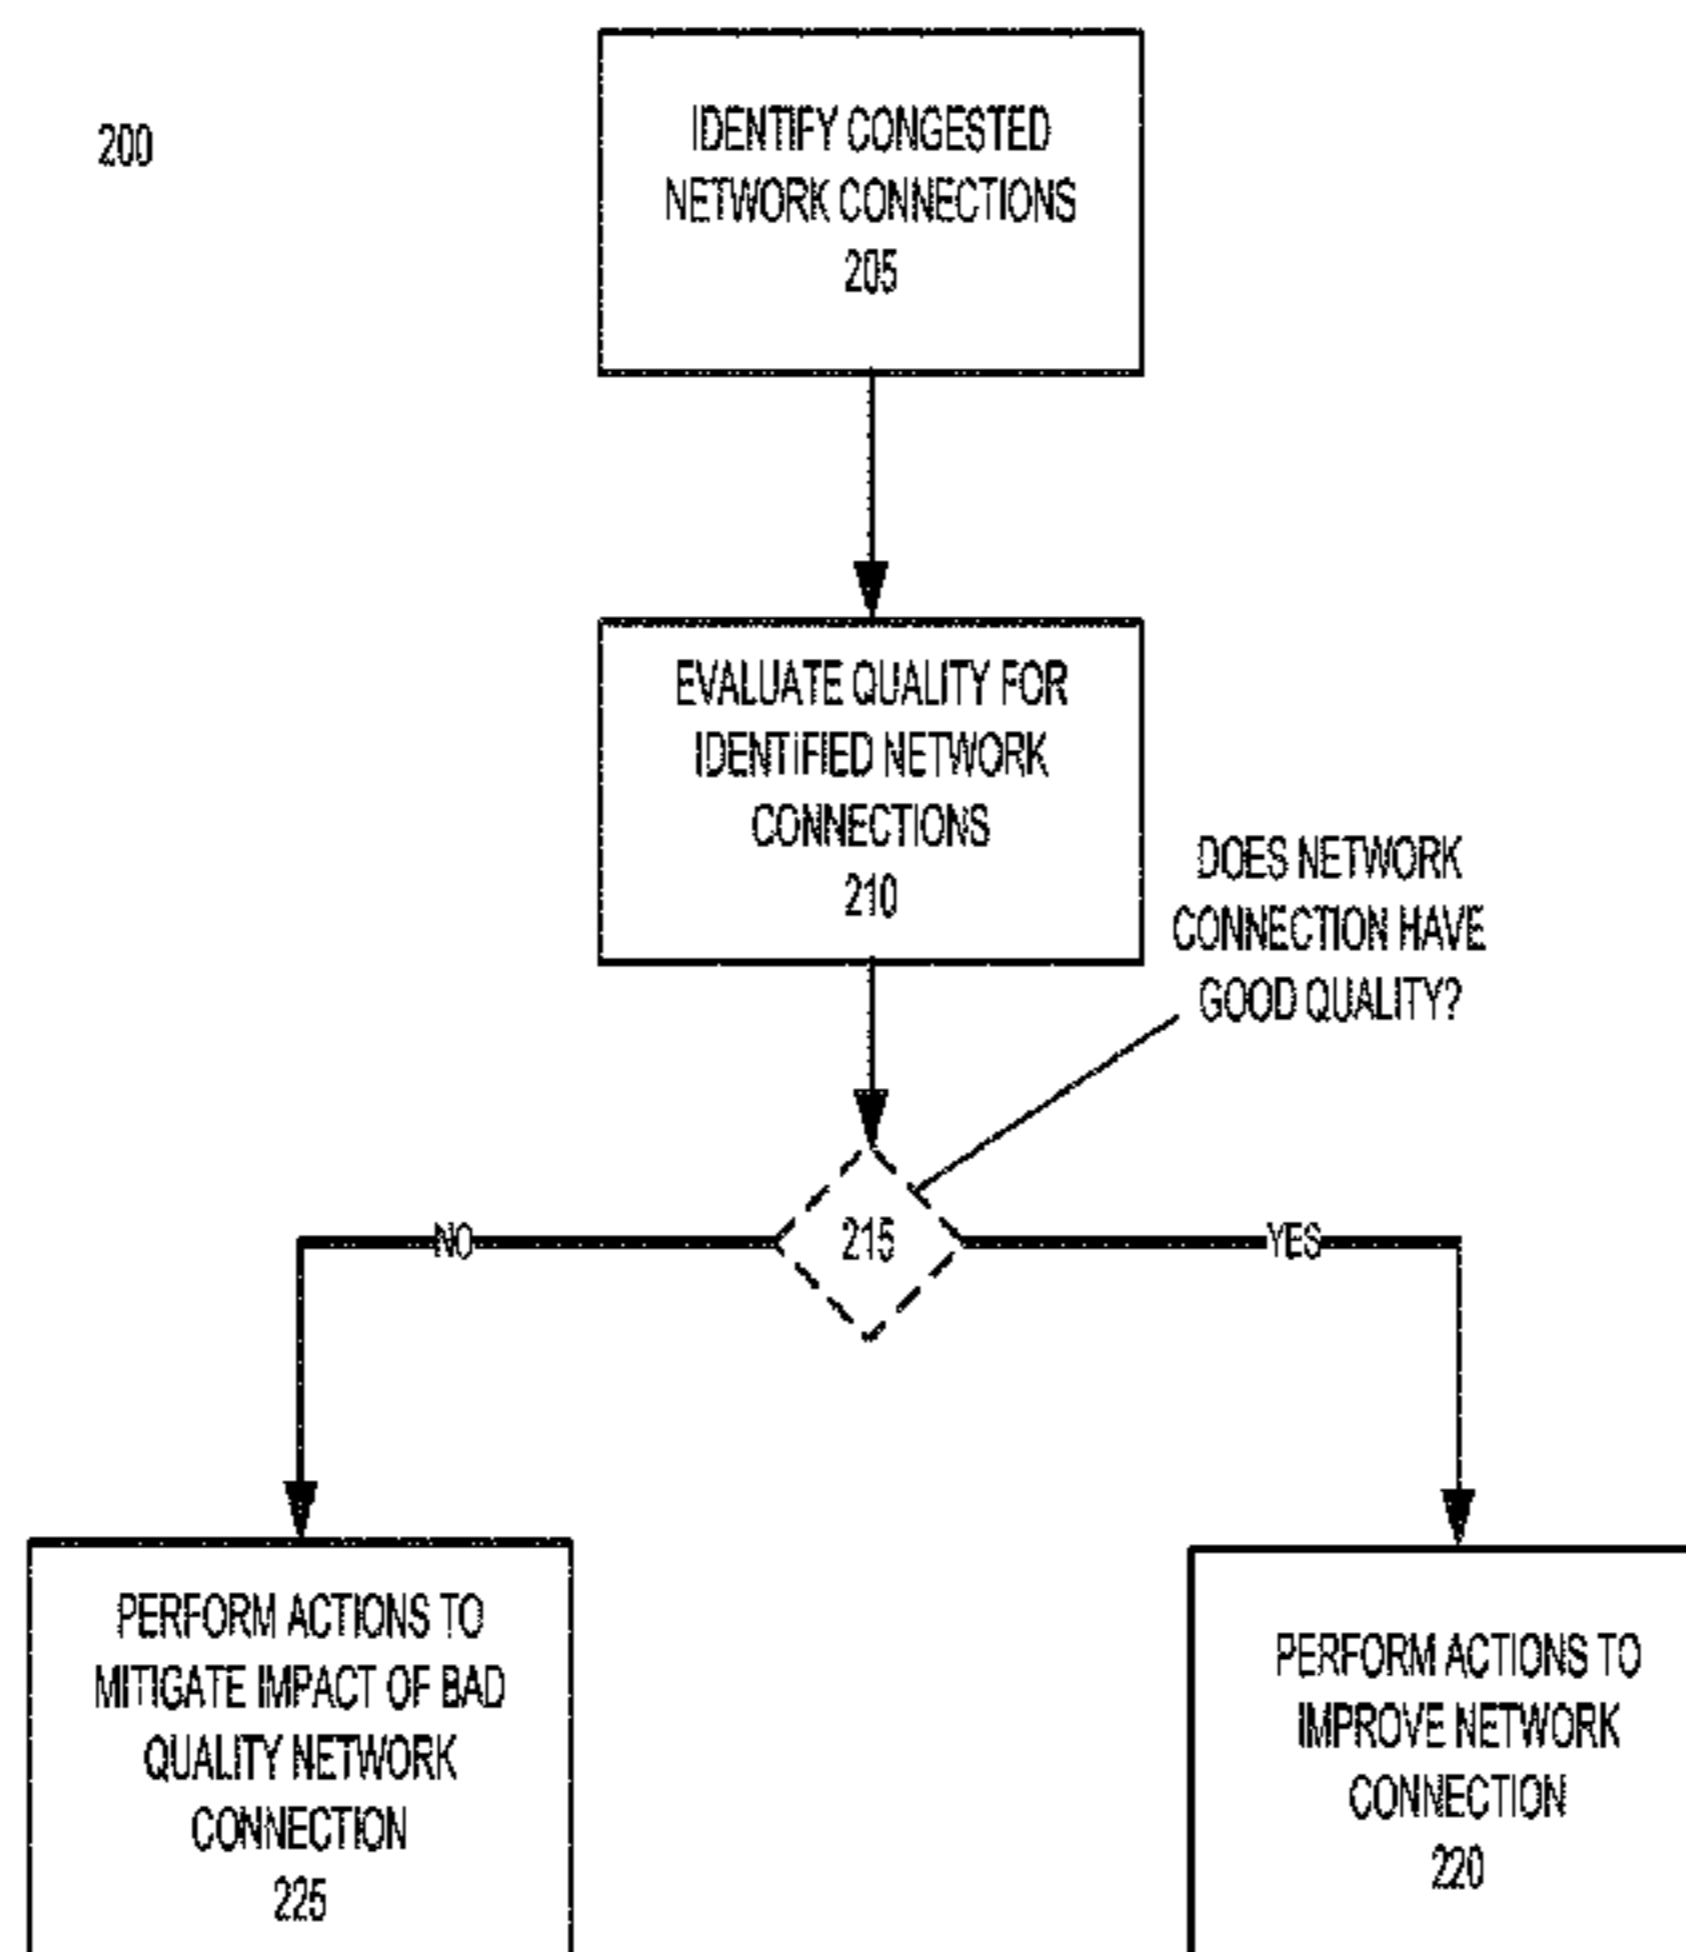 200
IDENTIFY CONGESTED
NETWORK CONNECTIONS
205
EVALUATE QUALITY FOR
IDENTIFIED NETWORK
CONNECTIONS
210
DOES NETWORK
CONNECTION HAVE
GOOD QUALITY?
215
NO
YES
PERFORM ACTIONS TO
MITIGATE IMPACT OF BAD
QUALITY NETWORK
CONNECTION
225
PERFORM ACTIONS TO
IMPROVE NETWORK
CONNECTION
220